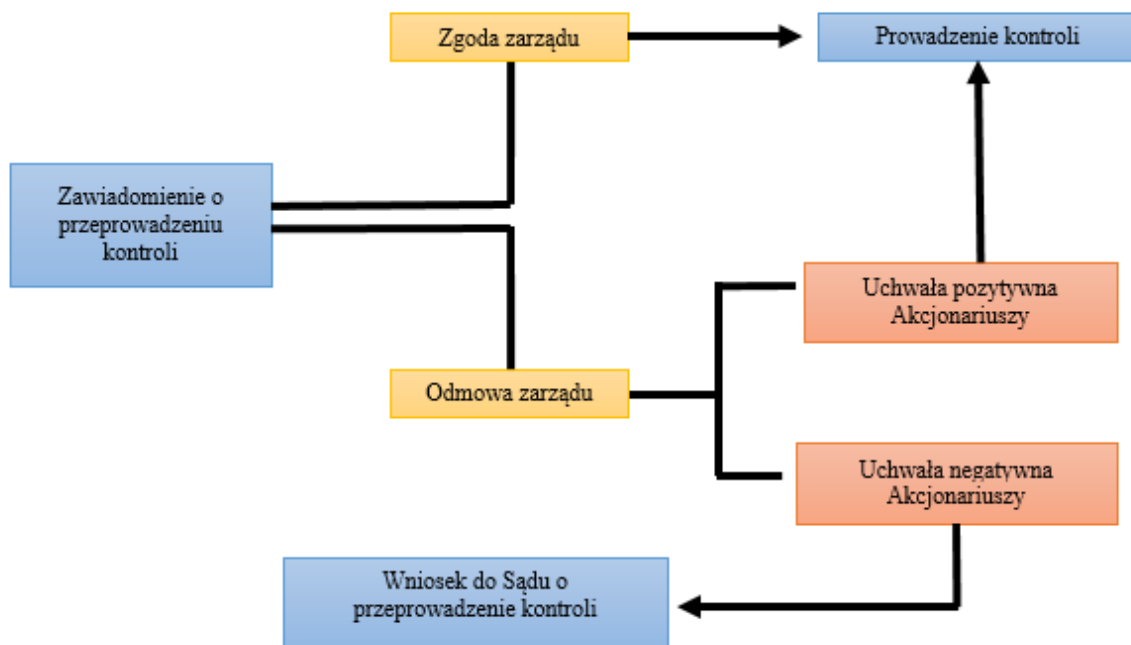 Zgoda zarządu
Prowadzenie kontroli
Zawiadomienie o
przeprowadzeniu
kontroli
Uchwała pozytywna
Akcjonariuszy
Odmowa zarządu
Uchwała negatywna
Akcjonariuszy
Wniosek do Sądu o
przeprowadzenie kontroli